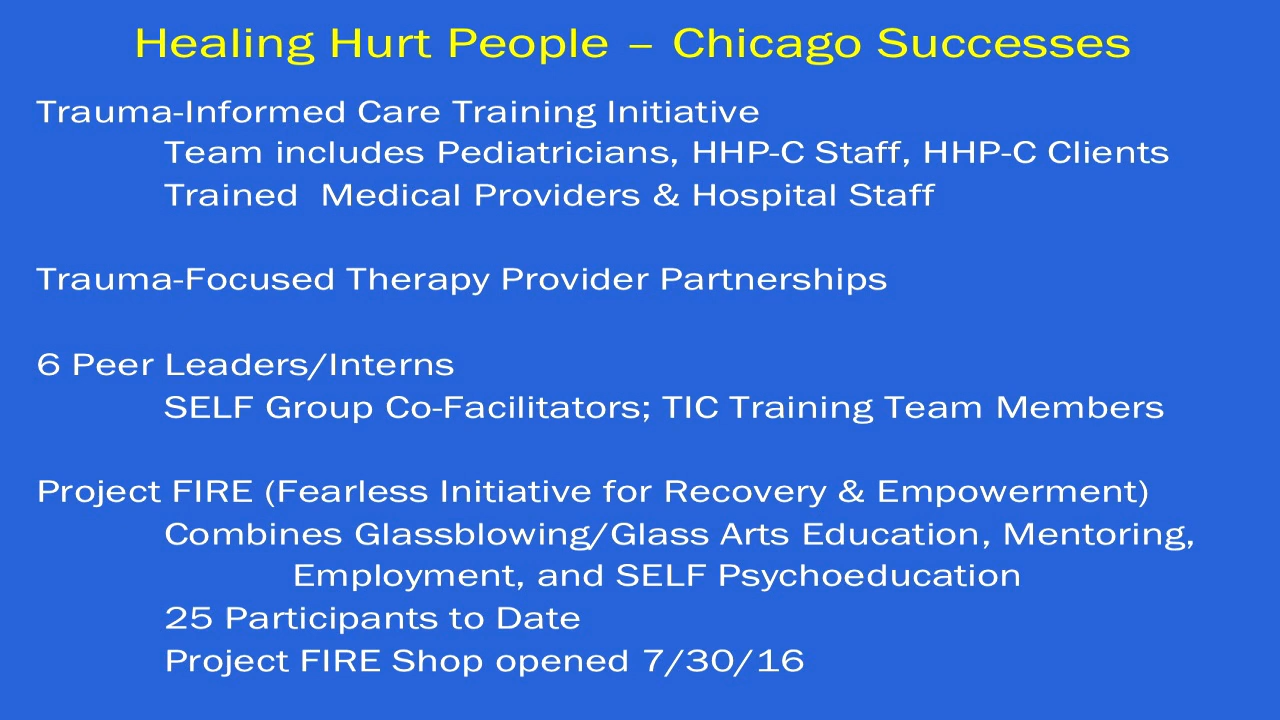 Healing Hurt People – Chicago Successes
Trauma-Informed Care Training Initiative
Team includes Pediatricians, HHP-C Staff, HHP-C Clients
Trained  Medical Providers & Hospital Staff
Trauma-Focused Therapy Provider Partnerships
6 Peer Leaders/Interns
SELF Group Co-Facilitators; TIC Training Team Members
Project FIRE (Fearless Initiative for Recovery & Empowerment)
Combines Glassblowing/Glass Arts Education, Mentoring,
Employment, and SELF Psychoeducation
25 Participants to Date
Project FIRE Shop opened 7/30/16